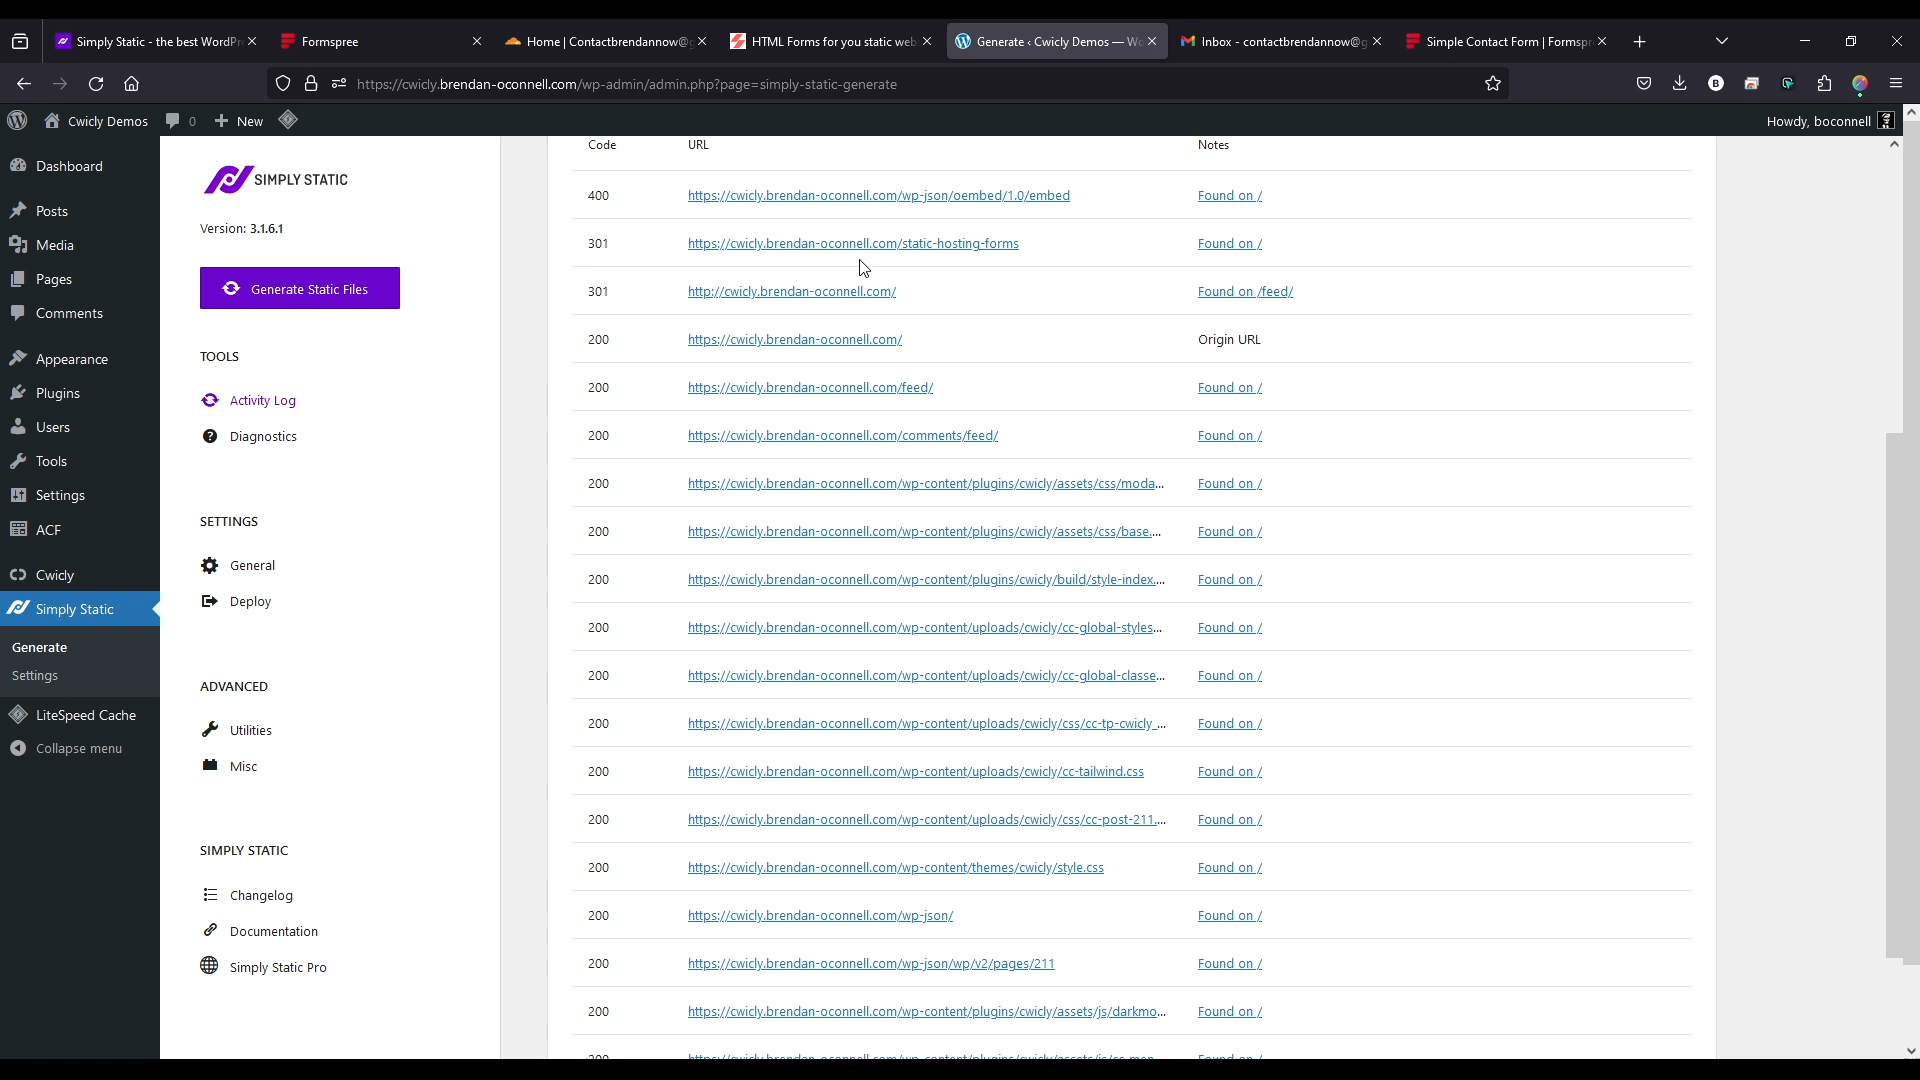 Simply Static - the best WordPr
Formspree
Home | Contactbrendannow@g
HTML Forms for you static web
Generate ‹ Cwicly Demos — Wo
Inbox - contactbrendannow@g
Simple Contact Form | Formspr
https://cwicly.brendan-oconnell.com/wp-admin/admin.php?page=simply-static-generate
Cwicly Demos
0
New
Howdy, boconnell
Dashboard
Posts
Media
Pages
Comments
Appearance
Plugins
Users
Tools
Settings
ACF
Cwicly
Simply Static
Generate
Settings
LiteSpeed Cache
Collapse menu
SIMPLY STATIC
Version: 3.1.6.1
Generate Static Files
TOOLS
Activity Log
Diagnostics
SETTINGS
General
Deploy
ADVANCED
Utilities
Misc
SIMPLY STATIC
Changelog
Documentation
Simply Static Pro
Code URL Notes
400 https://cwicly.brendan-oconnell.com/wp-json/oembed/1.0/embed Found on /
301 https://cwicly.brendan-oconnell.com/static-hosting-forms Found on /
301 http://cwicly.brendan-oconnell.com/ Found on /feed/
200 https://cwicly.brendan-oconnell.com/ Origin URL
200 https://cwicly.brendan-oconnell.com/feed/ Found on /
200 https://cwicly.brendan-oconnell.com/comments/feed/ Found on /
200 https://cwicly.brendan-oconnell.com/wp-content/plugins/cwicly/assets/css/moda... Found on /
200 https://cwicly.brendan-oconnell.com/wp-content/plugins/cwicly/assets/css/base.... Found on /
200 https://cwicly.brendan-oconnell.com/wp-content/plugins/cwicly/build/style-index.... Found on /
200 https://cwicly.brendan-oconnell.com/wp-content/uploads/cwicly/cc-global-styles... Found on /
200 https://cwicly.brendan-oconnell.com/wp-content/uploads/cwicly/cc-global-classe... Found on /
200 https://cwicly.brendan-oconnell.com/wp-content/uploads/cwicly/css/cc-tp-cwicly_... Found on /
200 https://cwicly.brendan-oconnell.com/wp-content/uploads/cwicly/cc-tailwind.css Found on /
200 https://cwicly.brendan-oconnell.com/wp-content/uploads/cwicly/css/cc-post-211.... Found on /
200 https://cwicly.brendan-oconnell.com/wp-content/themes/cwicly/style.css Found on /
200 https://cwicly.brendan-oconnell.com/wp-json/ Found on /
200 https://cwicly.brendan-oconnell.com/wp-json/wp/v2/pages/211 Found on /
200 https://cwicly.brendan-oconnell.com/wp-content/plugins/cwicly/assets/js/darkmo... Found on /